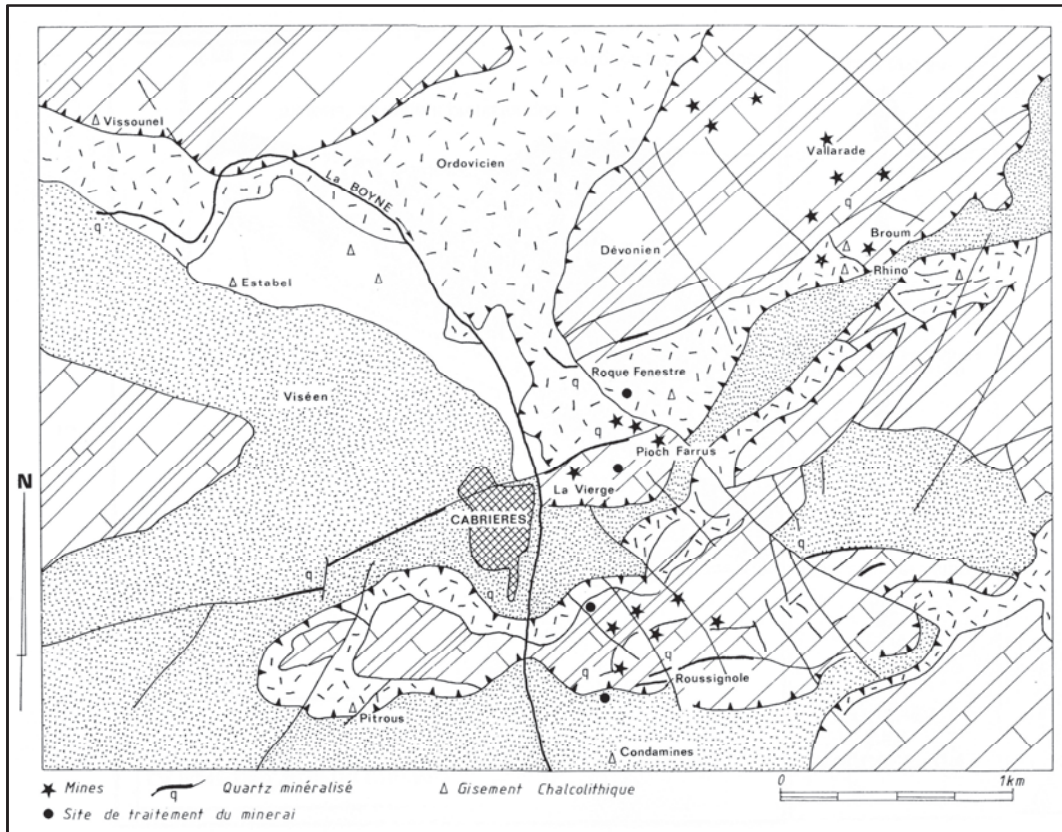 Vissounel
Ordovicien
La BOYNE
Vallarade
q
q
Broum
Dévonien
Estabel
Rhino
Roque Fenestre
q
Viséen
q
Pioch Farrus
N
La Vierge
CABRIERES
q
q
q
q
q
Roussignole
Pitrous
Condamines
0 1km
Mines
q
Quartz minéralisé
Gisement Chalcolithique
Site de traitement du minerai